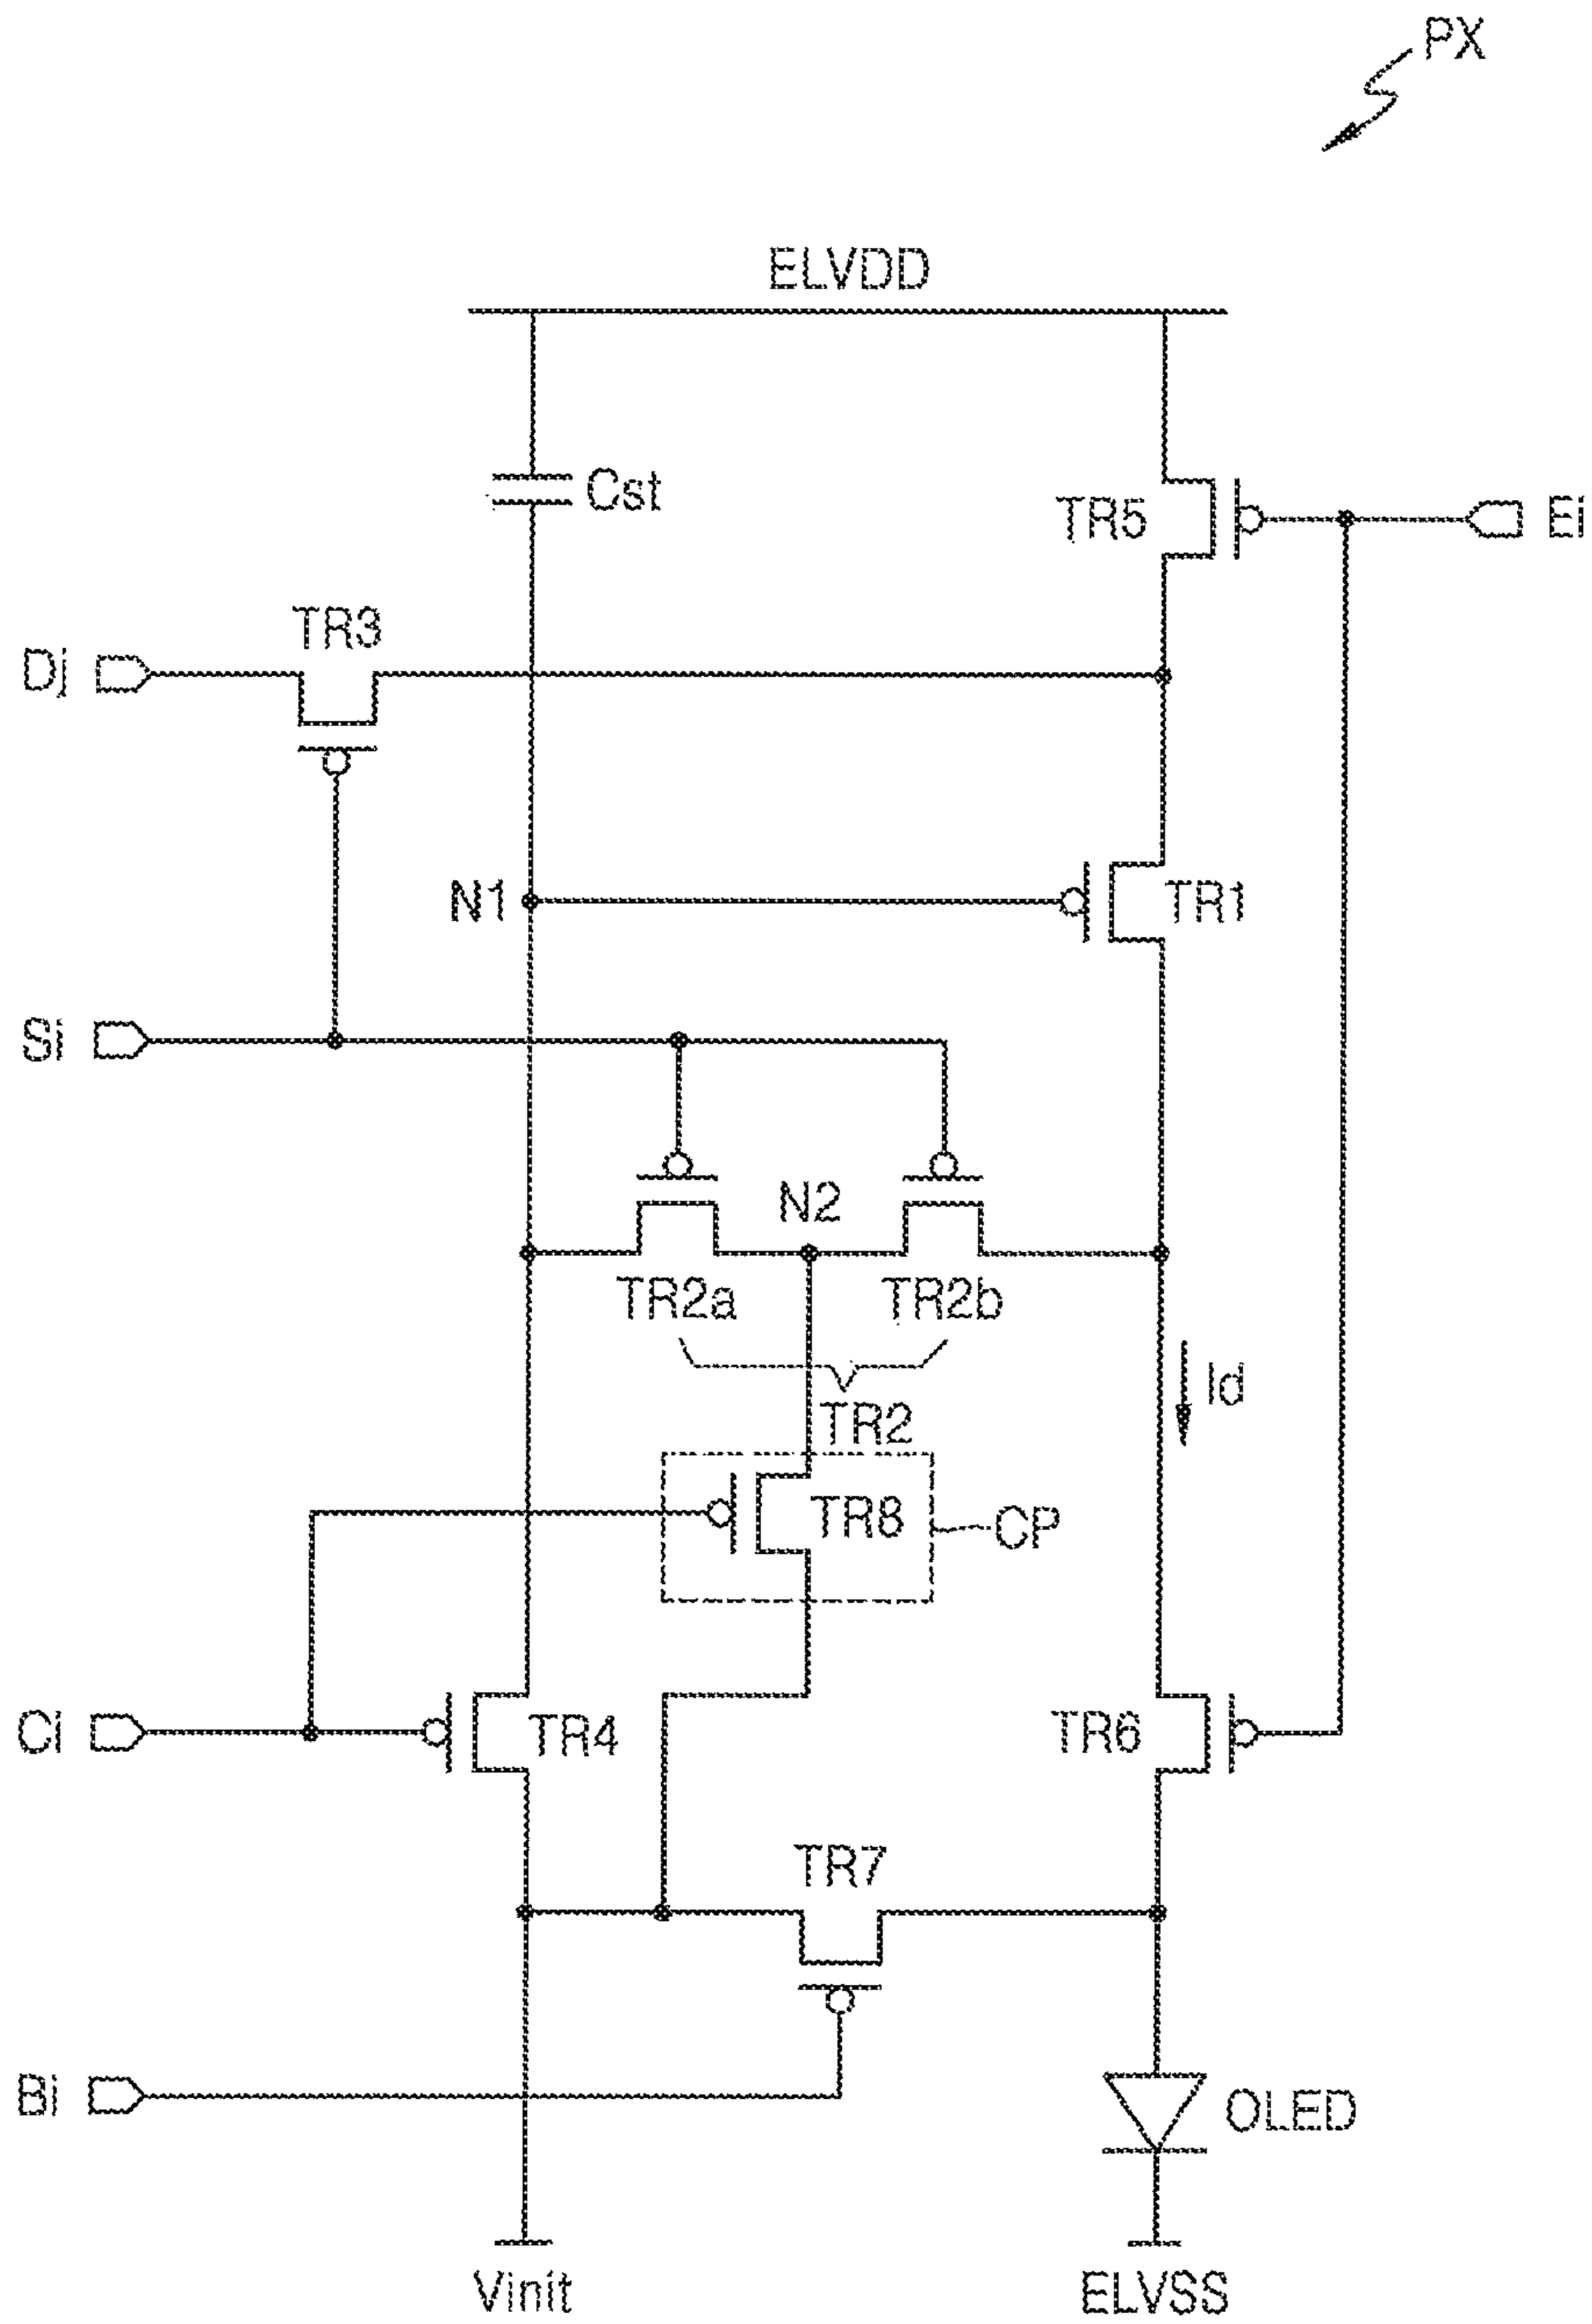 PX
ELVDD
Cst
TR5
Ei
TR3
Dj
N1
TR1
Si
N2
TR2a
TR2b
Id
TR2
TR8
CP
Ci
TR4
TR6
TR7
Bi
OLED
Vinit
ELVSS